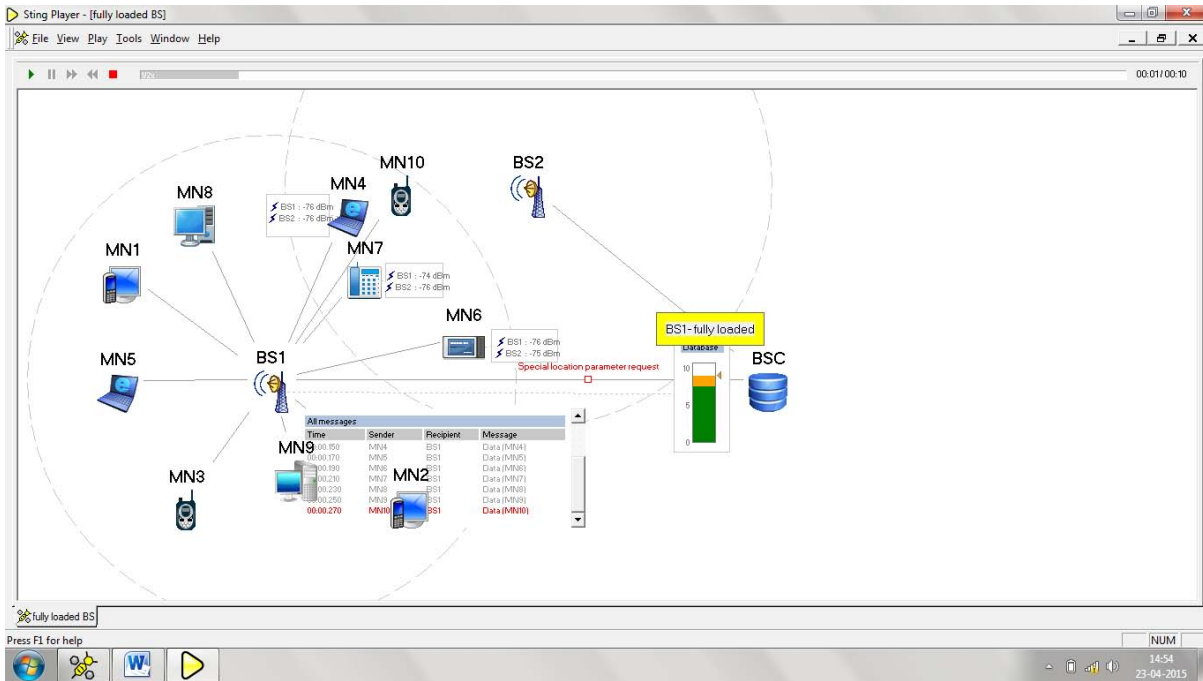 Sting Player - [fully loaded BS]
File View Play Tools Window Help
00:01/00:10
MN10
BS2
MN8
MN4
BS1 : -76 dBm
BS2 : -76 dBm
MN1
MN7
BS1 : -74 dBm
BS2 : -76 dBm
MN6
BS1 : -76 dBm
BS2 : -75 dBm
BS1-fully loaded
Database
10
5
0
MN5
BS1
Special location parameter request
BSC
All messages
Time Sender Recipient Message
00:00.150 MN4 BS1 Data (MN4)
00:00.170 MN5 BS1 Data (MN5)
00.190 MN6 BS1 Data (MN6)
00.210 MN7 BS1 Data (MN7)
00.230 MN8 BS1 Data (MN8)
00.250 MN9 BS1 Data (MN9)
00:00.270 MN10 BS1 Data (MN10)
MN9
MN2
MN3
fully loaded BS
Press F1 for help
NUM
14:54
23-04-2015